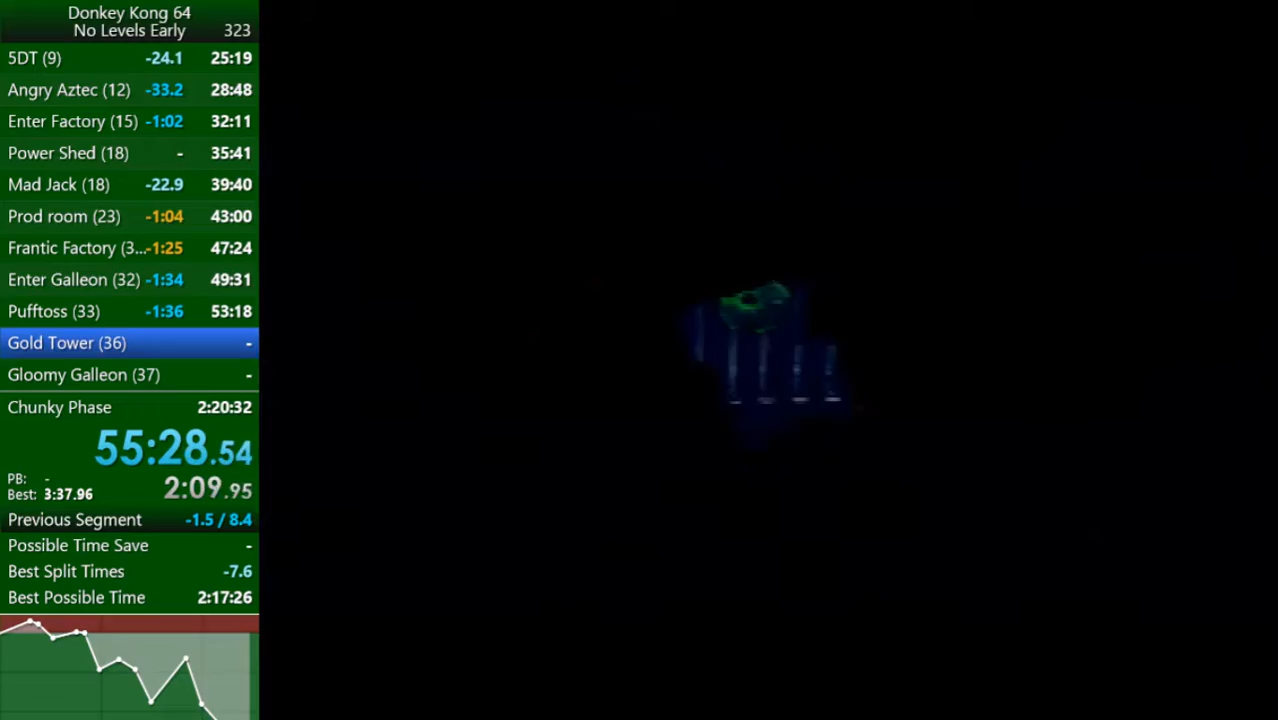 Donkey Kong 64
No Levels Early 323
5DT (9) -24.1 25:19
Angry Aztec (12) -33.2 28:48
Enter Factory (15) -1:02 32:11
Power Shed (18) - 35:41
Mad Jack (18) -22.9 39:40
Prod room (23) -1:04 43:00
Frantic Factory (3... -1:25 47:24
Enter Galleon (32) -1:34 49:31
Pufftoss (33) -1:36 53:18
Gold Tower (36) -
Gloomy Galleon (37) -
Chunky Phase 2:20:32
55:28.54
PB: -
Best: 3:37.96 2:09.95
Previous Segment -1.5 / 8.4
Possible Time Save -
Best Split Times -7.6
Best Possible Time 2:17:26